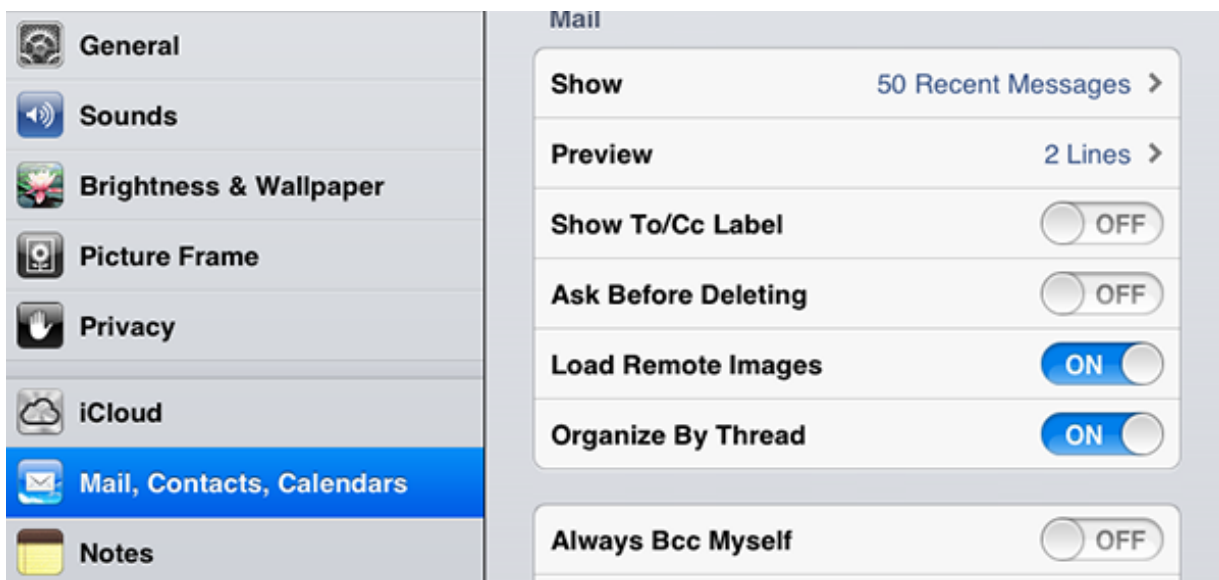 General
Sounds
Brightness & Wallpaper
Picture Frame
Privacy
iCloud
Mail, Contacts, Calendars
Notes
Mail
Show 50 Recent Messages >
Preview 2 Lines >
Show To/Cc Label OFF
Ask Before Deleting OFF
Load Remote Images ON
Organize By Thread ON
Always Bcc Myself OFF